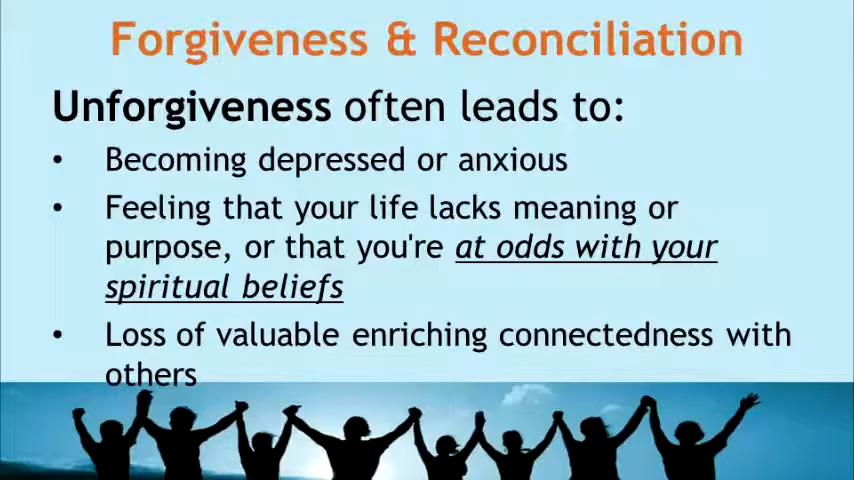 Forgiveness & Reconciliation
Unforgiveness often leads to:
• Becoming depressed or anxious
• Feeling that your life lacks meaning or
purpose, or that you're at odds with your
spiritual beliefs
• Loss of valuable enriching connectedness with
others